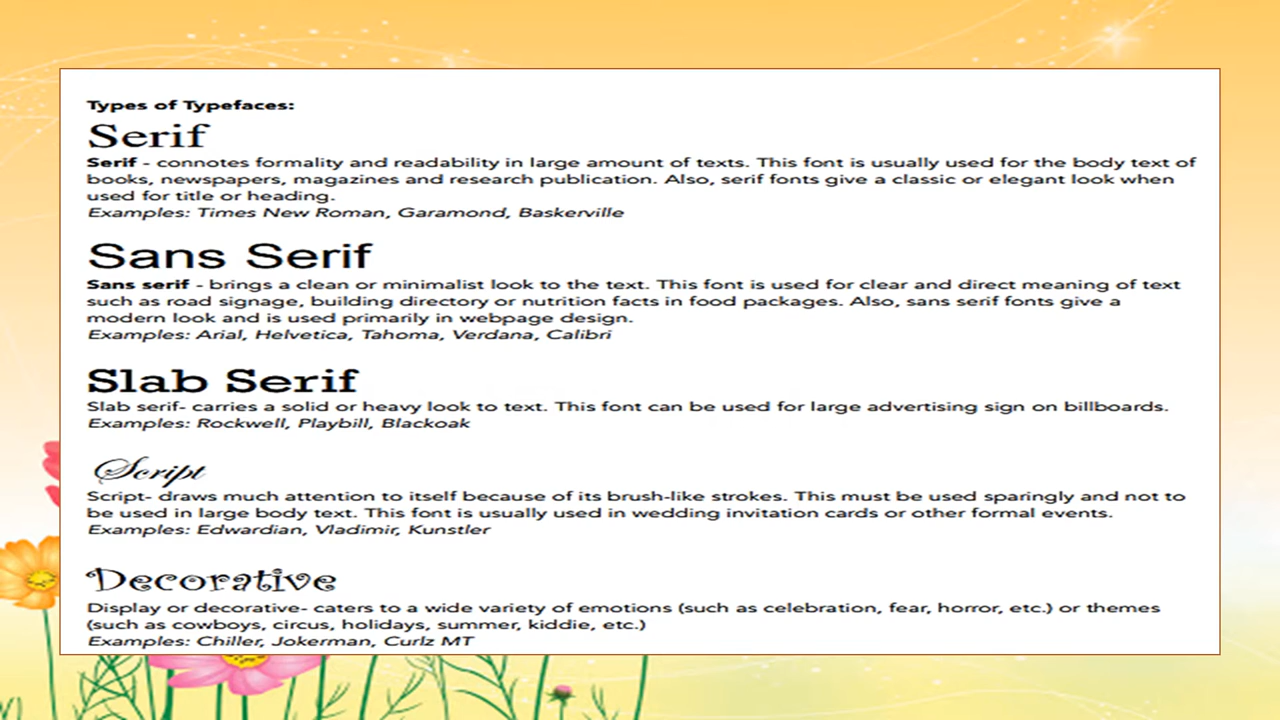 Types of Typefaces:
Serif
Serif - connotes formality and readability in large amount of texts. This font is usually used for the body text of
books, newspapers, magazines and research publication. Also, serif fonts give a classic or elegant look when
used for title or heading.
Examples: Times New Roman, Garamond, Baskerville
Sans Serif
Sans serif - brings a clean or minimalist look to the text. This font is used for clear and direct meaning of text
such as road signage, building directory or nutrition facts in food packages. Also, sans serif fonts give a
modern look and is used primarily in webpage design.
Examples: Arial, Helvetica, Tahoma, Verdana, Calibri
Slab Serif
Slab serif- carries a solid or heavy look to text. This font can be used for large advertising sign on billboards.
Examples: Rockwell, Playbill, Blackoak
Script
Script- draws much attention to itself because of its brush-like strokes. This must be used sparingly and not to
be used in large body text. This font is usually used in wedding invitation cards or other formal events.
Examples: Edwardian, Vladimir, Kunstler
Decorative
Display or decorative- caters to a wide variety of emotions (such as celebration, fear, horror, etc.) or themes
(such as cowboys, circus, holidays, summer, kiddie, etc.)
Examples: Chiller, Jokerman, Curlz MT